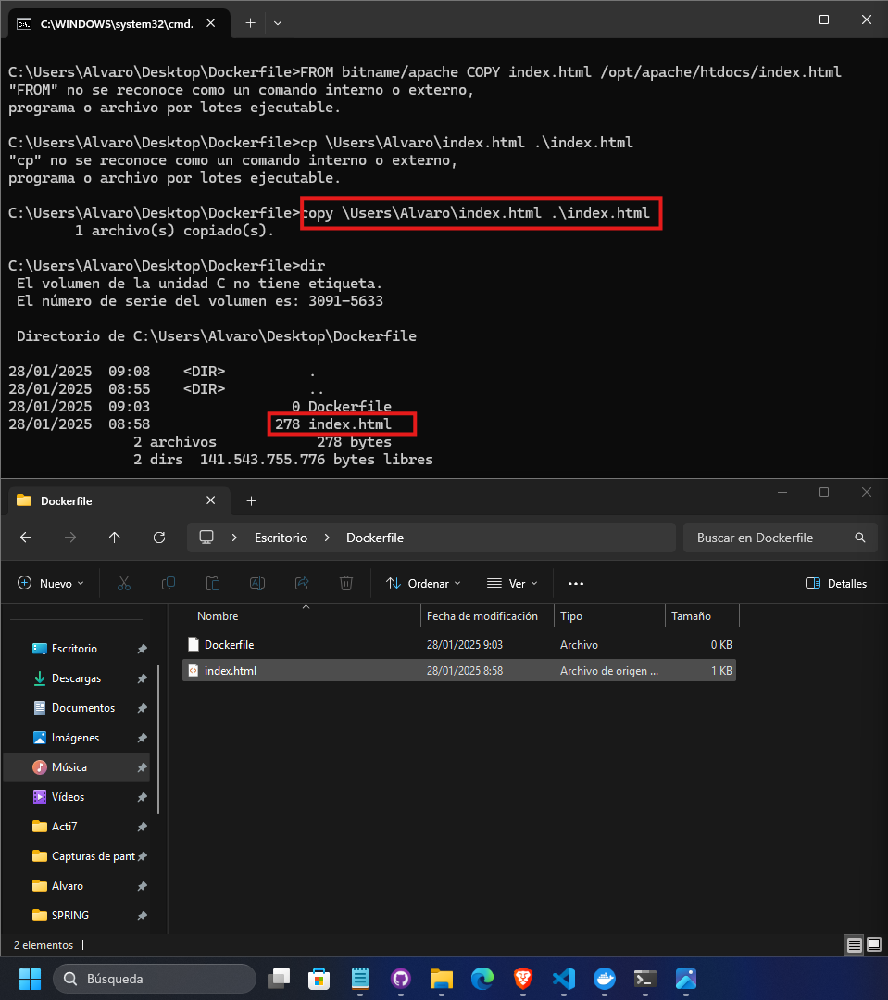 C:\WINDOWS\system32\cmd.
C:\Users\Alvaro\Desktop\Dockerfile>FROM bitname/apache COPY index.html /opt/apache/htdocs/index.html
"FROM" no se reconoce como un comando interno o externo,
programa o archivo por lotes ejecutable.
C:\Users\Alvaro\Desktop\Dockerfile>cp \Users\Alvaro\index.html .\index.html
"cp" no se reconoce como un comando interno o externo,
programa o archivo por lotes ejecutable.
C:\Users\Alvaro\Desktop\Dockerfile>copy \Users\Alvaro\index.html .\index.html
1 archivo(s) copiado(s).
C:\Users\Alvaro\Desktop\Dockerfile>dir
El volumen de la unidad C no tiene etiqueta.
El número de serie del volumen es: 3091-5633
Directorio de C:\Users\Alvaro\Desktop\Dockerfile
28/01/2025 09:08 <DIR> .
28/01/2025 08:55 <DIR> ..
28/01/2025 09:03 0 Dockerfile
28/01/2025 08:58 278 index.html
2 archivos 278 bytes
2 dirs 141.543.755.776 bytes libres
Dockerfile
Escritorio Dockerfile Buscar en Dockerfile
Nuevo Ordenar Ver ... Detalles
Nombre Fecha de modificación Tipo Tamaño
Dockerfile 28/01/2025 9:03 Archivo 0 KB
index.html 28/01/2025 8:58 Archivo de origen ... 1 KB
Escritorio
Descargas
Documentos
Imágenes
Música
Vídeos
Acti7
Capturas de pant
Alvaro
SPRING
2 elementos
Búsqueda